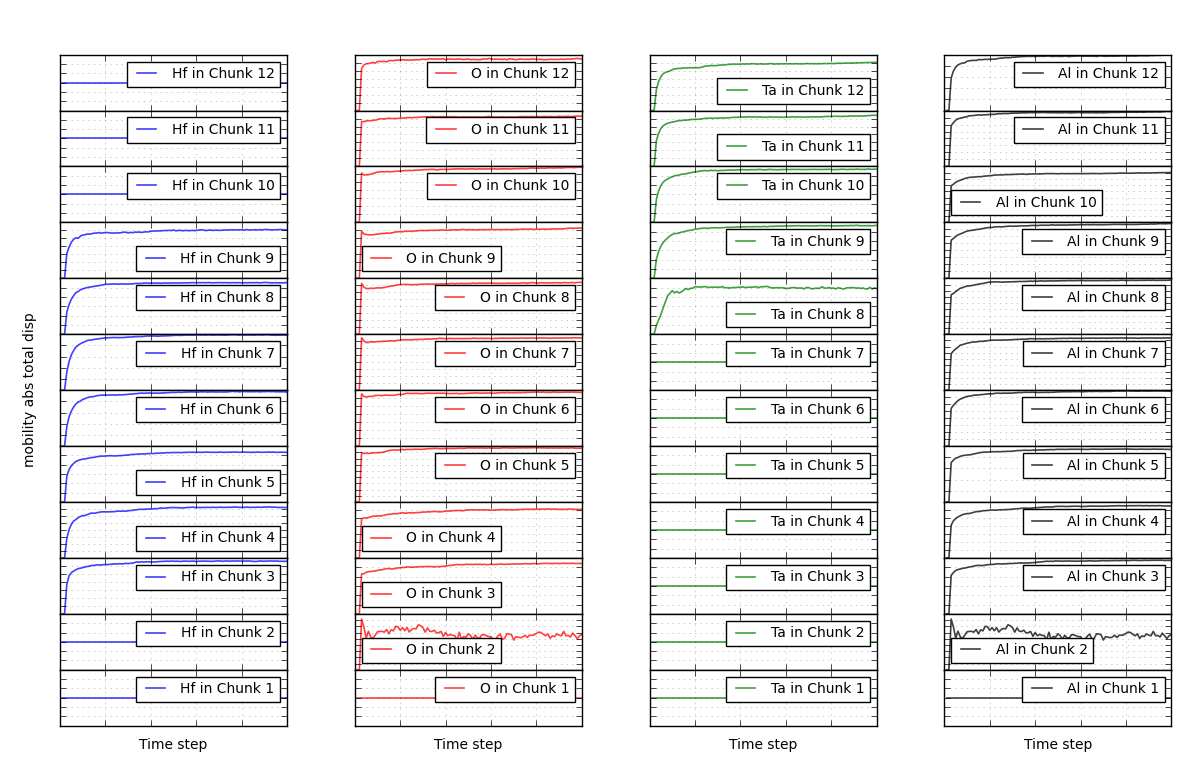 Hf in Chunk 12
O in Chunk 12
Ta in Chunk 12
Al in Chunk 12
Hf in Chunk 11
O in Chunk 11
Ta in Chunk 11
Al in Chunk 11
Hf in Chunk 10
O in Chunk 10
Ta in Chunk 10
Al in Chunk 10
Hf in Chunk 9
O in Chunk 9
Ta in Chunk 9
Al in Chunk 9
Hf in Chunk 8
O in Chunk 8
Ta in Chunk 8
Al in Chunk 8
Hf in Chunk 7
O in Chunk 7
Ta in Chunk 7
Al in Chunk 7
Hf in Chunk 6
O in Chunk 6
Ta in Chunk 6
Al in Chunk 6
Hf in Chunk 5
O in Chunk 5
Ta in Chunk 5
Al in Chunk 5
Hf in Chunk 4
O in Chunk 4
Ta in Chunk 4
Al in Chunk 4
Hf in Chunk 3
O in Chunk 3
Ta in Chunk 3
Al in Chunk 3
Hf in Chunk 2
O in Chunk 2
Ta in Chunk 2
Al in Chunk 2
Hf in Chunk 1
O in Chunk 1
Ta in Chunk 1
Al in Chunk 1
mobility abs total disp
Time step
Time step
Time step
Time step